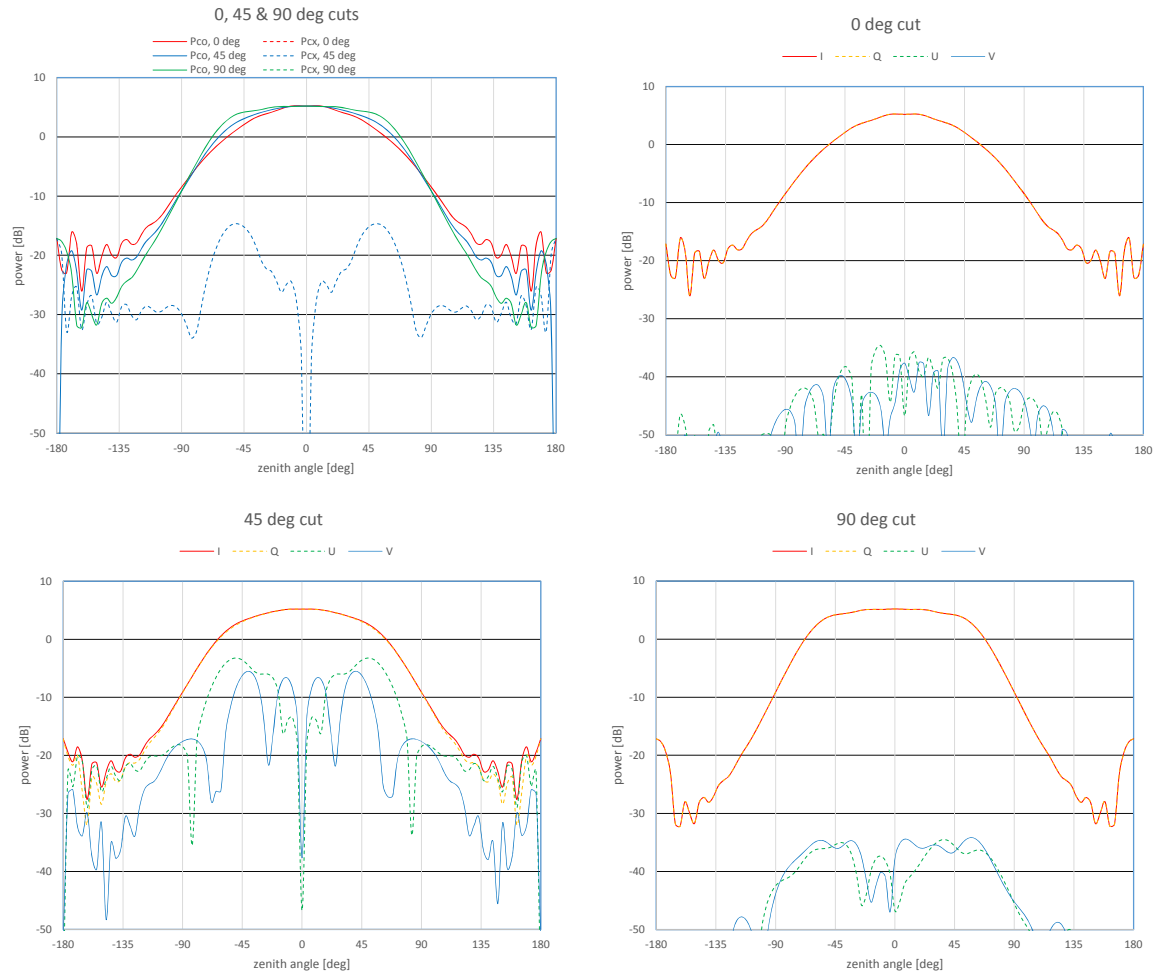 0, 45 & 90 deg cuts
Pco, 0 deg Pcx, 0 deg
Pco, 45 deg Pcx, 45 deg
Pco, 90 deg Pcx, 90 deg
10
0
-10
-20
-30
-40
-50
power [dB]
-180 -135 -90 -45 0 45 90 135 180
zenith angle [deg]
0 deg cut
I Q U V
10
0
-10
-20
-30
-40
-50
power [dB]
-180 -135 -90 -45 0 45 90 135 180
zenith angle [deg]
45 deg cut
I Q U V
10
0
-10
-20
-30
-40
-50
power [dB]
-180 -135 -90 -45 0 45 90 135 180
zenith angle [deg]
90 deg cut
I Q U V
10
0
-10
-20
-30
-40
-50
power [dB]
-180 -135 -90 -45 0 45 90 135 180
zenith angle [deg]